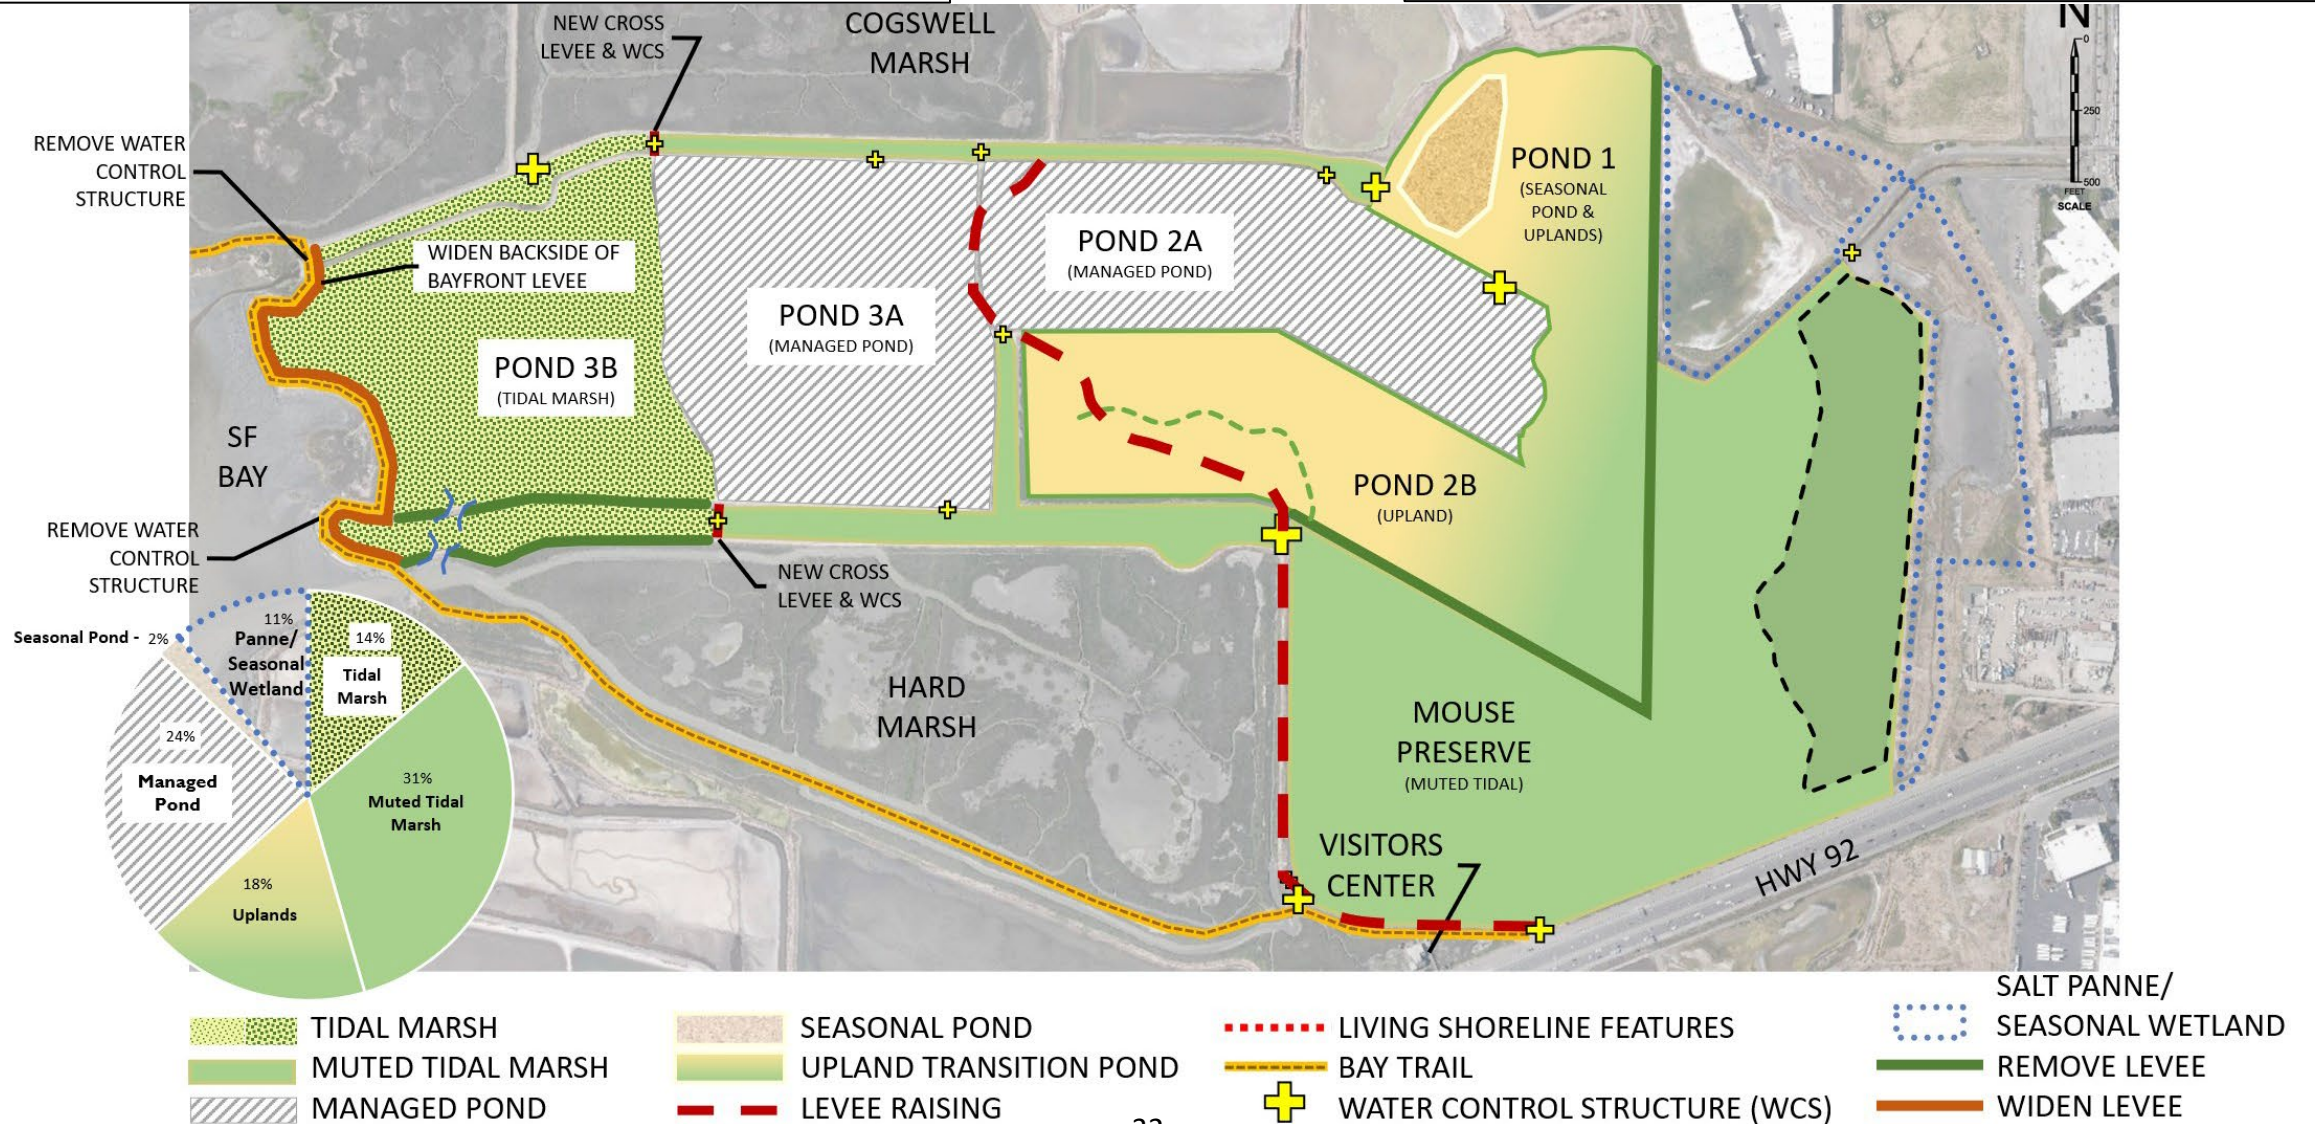 NEW CROSS
LEVEE & WCS
COGSWELL
MARSH
N
0
250
500
FEET
SCALE
REMOVE WATER
CONTROL
STRUCTURE
POND 1
(SEASONAL
POND &
UPLANDS)
WIDEN BACKSIDE OF
BAYFRONT LEVEE
POND 2A
(MANAGED POND)
POND 3A
(MANAGED POND)
POND 3B
(TIDAL MARSH)
SF
BAY
POND 2B
(UPLAND)
REMOVE WATER
CONTROL
STRUCTURE
NEW CROSS
LEVEE & WCS
HARD
MARSH
MOUSE
PRESERVE
(MUTED TIDAL)
VISITORS
CENTER
HWY 92
11%
Panne/
Seasonal
Wetland
Seasonal Pond - 2%
14%
Tidal
Marsh
24%
Managed
Pond
31%
Muted Tidal
Marsh
18%
Uplands
TIDAL MARSH
MUTED TIDAL MARSH
MANAGED POND
SEASONAL POND
UPLAND TRANSITION POND
LEVEE RAISING
LIVING SHORELINE FEATURES
BAY TRAIL
WATER CONTROL STRUCTURE (WCS)
SALT PANNE/
SEASONAL WETLAND
REMOVE LEVEE
WIDEN LEVEE